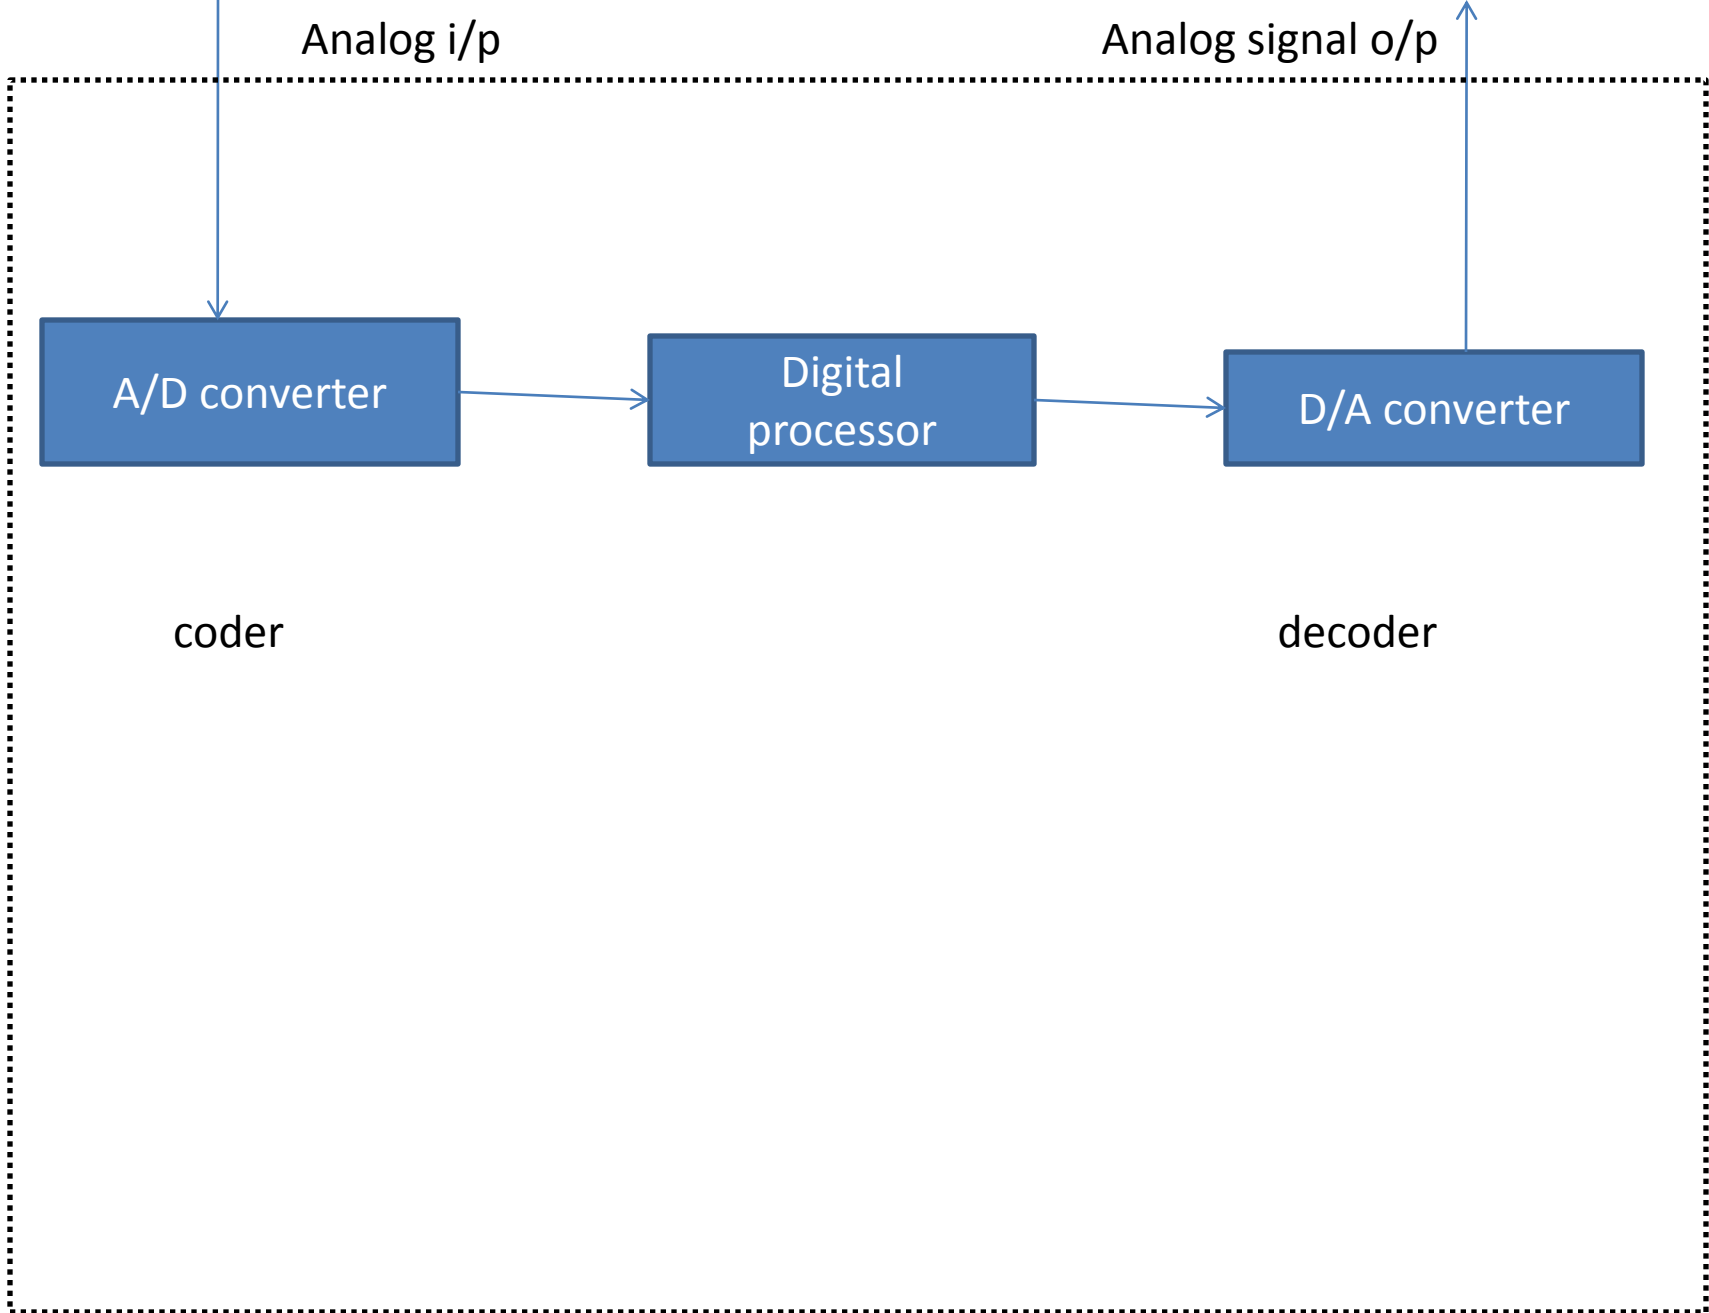 Analog i/p
Analog signal o/p
A/D converter
Digital
processor
D/A converter
coder
decoder